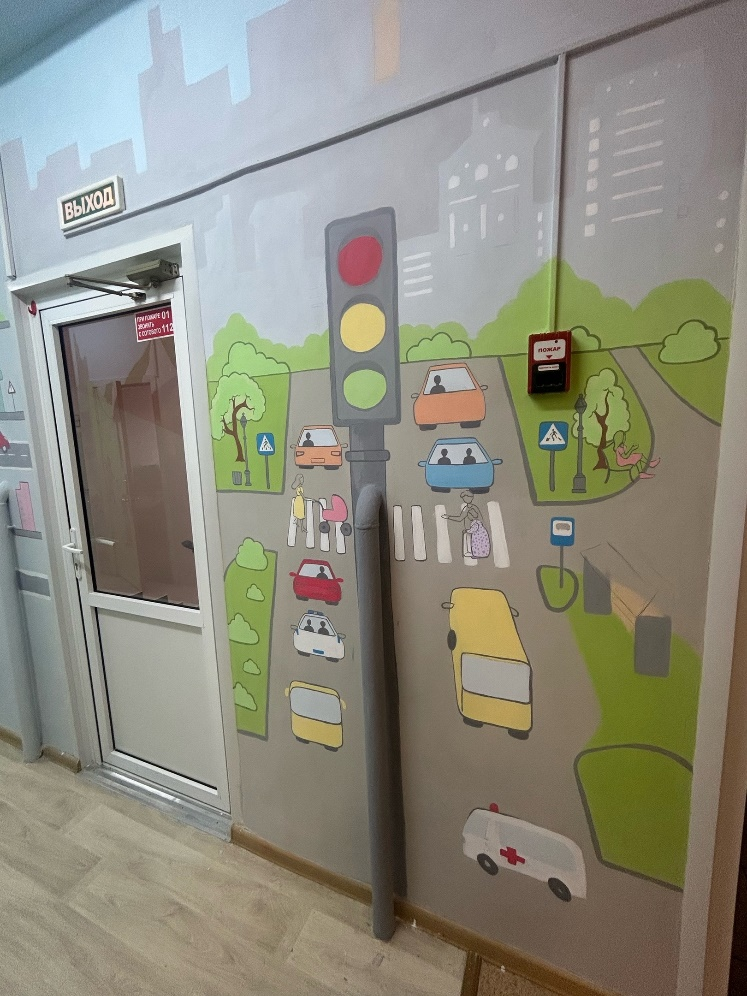 ВЫХОД
ПРИ ПОЖАРЕ 01
ЗВОНИТЬ
С СОТОВОГО 112
ПОЖАР